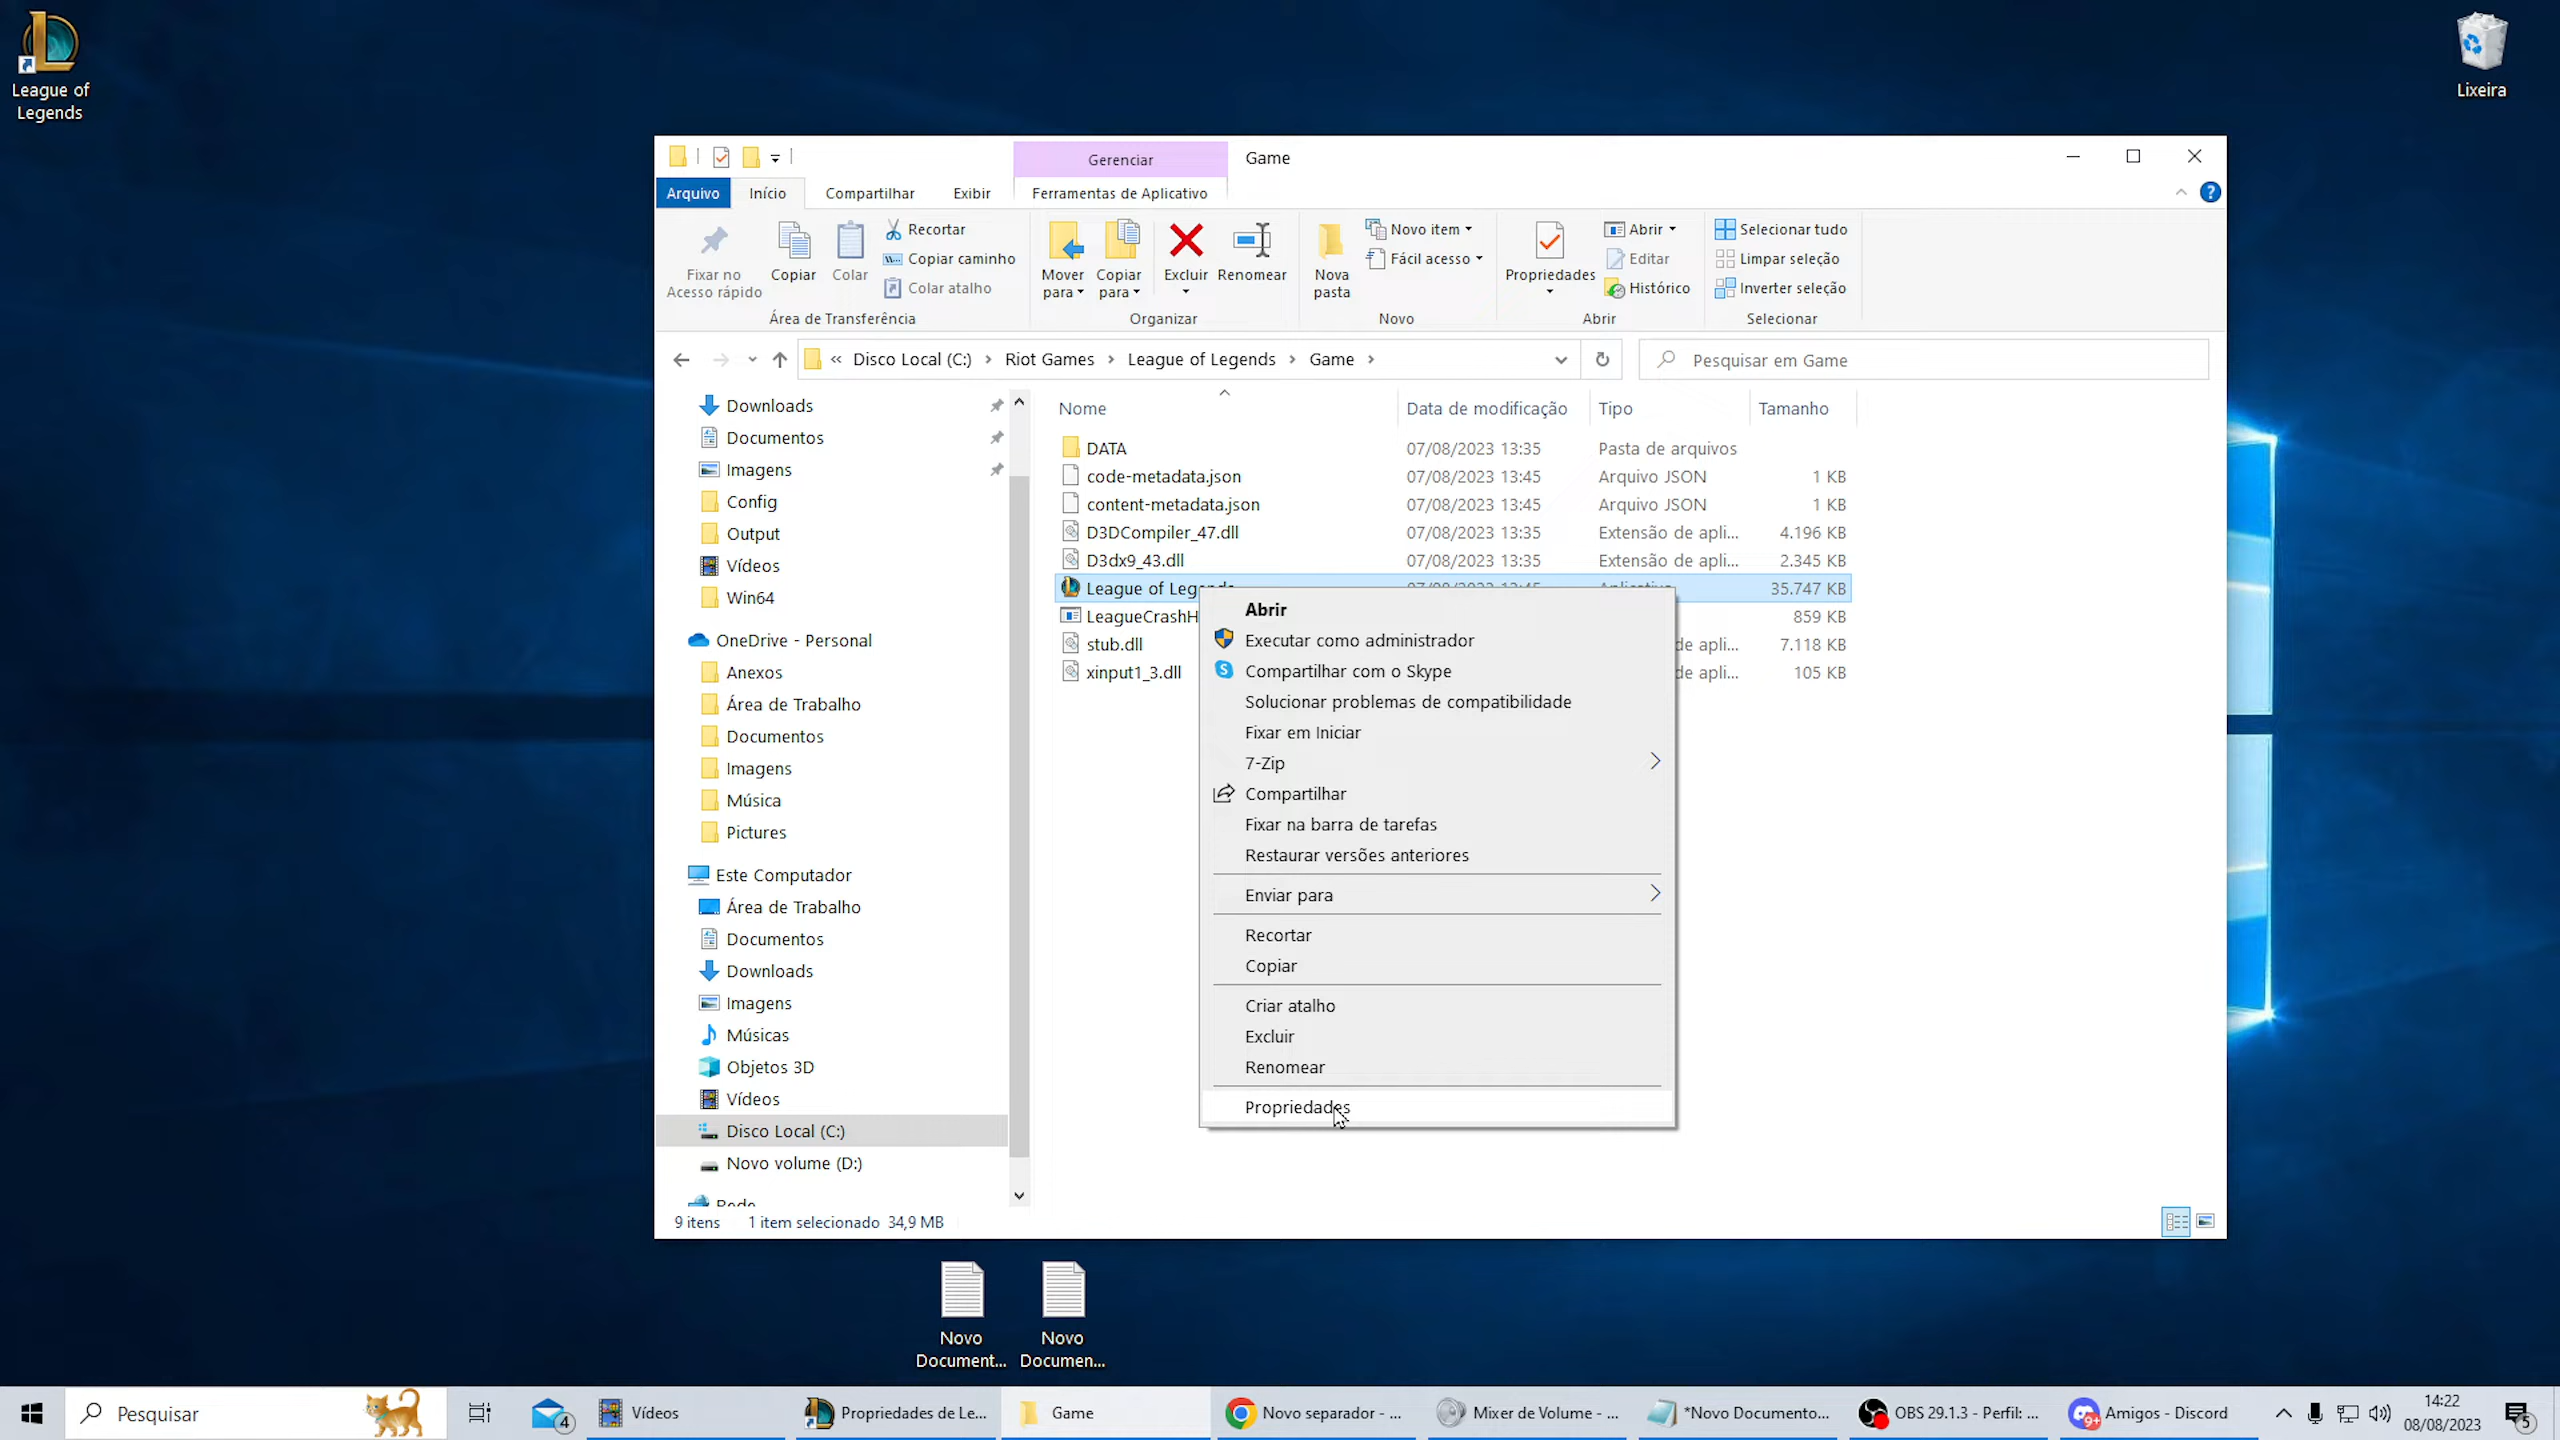 League of
Legends
Lixeira
Gerenciar
Game
Arquivo
Início
Compartilhar
Exibir
Ferramentas de Aplicativo
Fixar no
Acesso rápido
Copiar
Colar
Recortar
Copiar caminho
Colar atalho
Área de Transferência
Mover
para
Copiar
para
Excluir
Renomear
Organizar
Nova
pasta
Novo item
Fácil acesso
Novo
Propriedades
Abrir
Editar
Histórico
Abrir
Selecionar tudo
Limpar seleção
Inverter seleção
Selecionar
« Disco Local (C:) › Riot Games › League of Legends › Game ›
Pesquisar em Game
Nome Data de modificação Tipo Tamanho
Downloads
Documentos
Imagens
Config
Output
Vídeos
Win64
OneDrive - Personal
Anexos
Área de Trabalho
Documentos
Imagens
Música
Pictures
Este Computador
Área de Trabalho
Documentos
Downloads
Imagens
Músicas
Objetos 3D
Vídeos
Disco Local (C:)
Novo volume (D:)
DATA 07/08/2023 13:35 Pasta de arquivos
code-metadata.json 07/08/2023 13:45 Arquivo JSON 1 KB
content-metadata.json 07/08/2023 13:45 Arquivo JSON 1 KB
D3DCompiler_47.dll 07/08/2023 13:35 Extensão de apli... 4.196 KB
D3dx9_43.dll 07/08/2023 13:35 Extensão de apli... 2.345 KB
League of Legends 35.747 KB
LeagueCrashH 859 KB
stub.dll de apli... 7.118 KB
xinput1_3.dll de apli... 105 KB
Abrir
Executar como administrador
Compartilhar com o Skype
Solucionar problemas de compatibilidade
Fixar em Iniciar
7-Zip
Compartilhar
Fixar na barra de tarefas
Restaurar versões anteriores
Enviar para
Recortar
Copiar
Criar atalho
Excluir
Renomear
Propriedades
9 itens 1 item selecionado 34,9 MB
Novo
Document...
Novo
Documen...
Pesquisar
4
Vídeos
Propriedades de Le...
Game
Novo separador - ...
Mixer de Volume - ...
*Novo Documento...
OBS 29.1.3 - Perfil: ...
9+
Amigos - Discord
14:22
08/08/2023
5